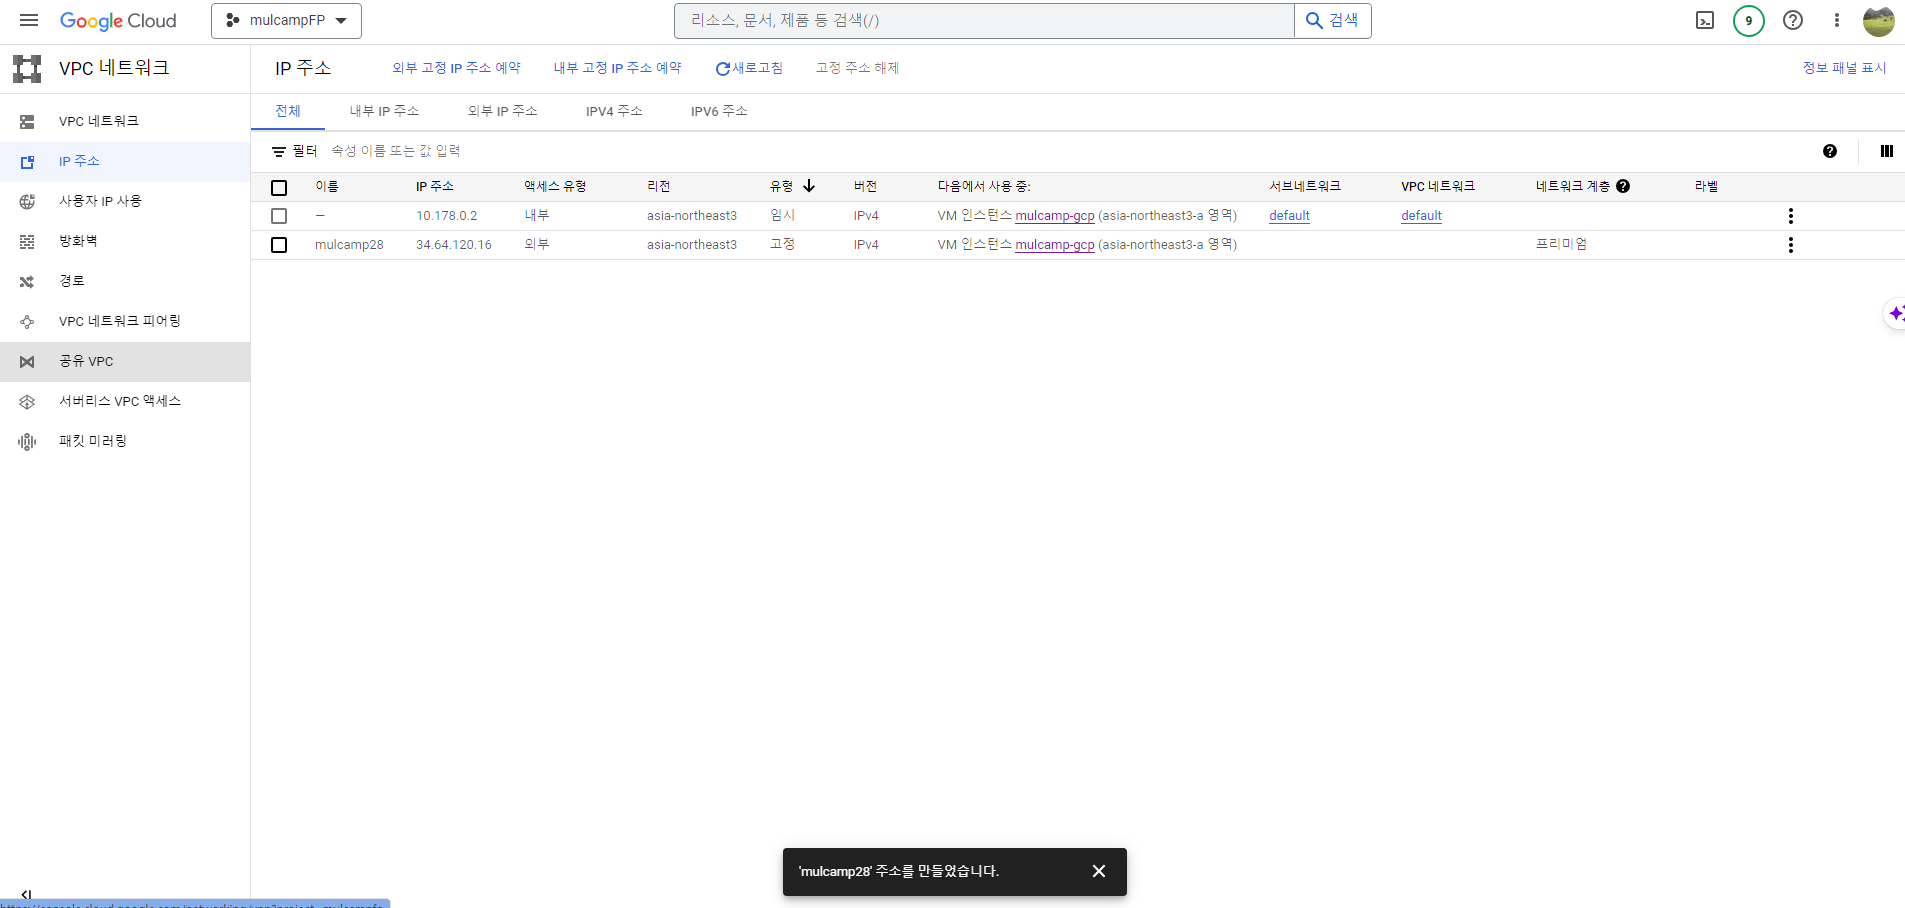 Google Cloud
mulcampFP
리소스, 문서, 제품 등 검색(/)
검색
9
VPC 네트워크
IP 주소
외부 고정 IP 주소 예약
내부 고정 IP 주소 예약
새로고침
고정 주소 해제
정보 패널 표시
VPC 네트워크
IP 주소
사용자 IP 사용
방화벽
경로
VPC 네트워크 피어링
공유 VPC
서버리스 VPC 액세스
패킷 미러링
전체
내부 IP 주소
외부 IP 주소
IPV4 주소
IPV6 주소
필터 속성 이름 또는 값 입력
이름 IP 주소 액세스 유형 리전 유형 버전 다음에서 사용 중: 서브네트워크 VPC 네트워크 네트워크 계층 라벨
— 10.178.0.2 내부 asia-northeast3 임시 IPv4 VM 인스턴스 mulcamp-gcp (asia-northeast3-a 영역) default default
mulcamp28 34.64.120.16 외부 asia-northeast3 고정 IPv4 VM 인스턴스 mulcamp-gcp (asia-northeast3-a 영역) 프리미엄
'mulcamp28' 주소를 만들었습니다.